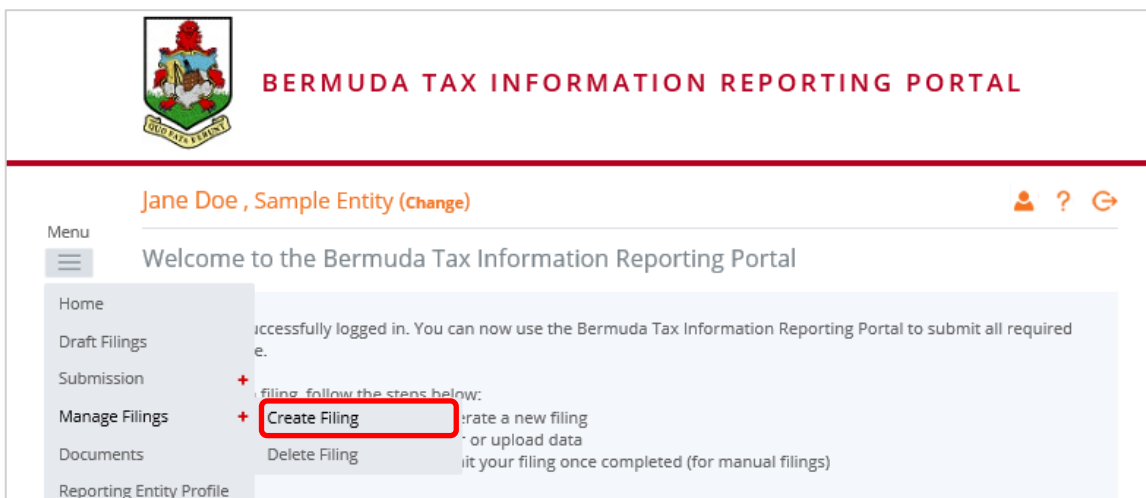 QUO FATA FERUNT
BERMUDA TAX INFORMATION REPORTING PORTAL
Jane Doe , Sample Entity (Change)
?
Menu
Welcome to the Bermuda Tax Information Reporting Portal
Home
uccessfully logged in. You can now use the Bermuda Tax Information Reporting Portal to submit all required
Draft Filings
e.
Submission +
filing, follow the steps below:
Manage Filings + Create Filing erate a new filing
r or upload data
Documents Delete Filing it your filing once completed (for manual filings)
Reporting Entity Profile